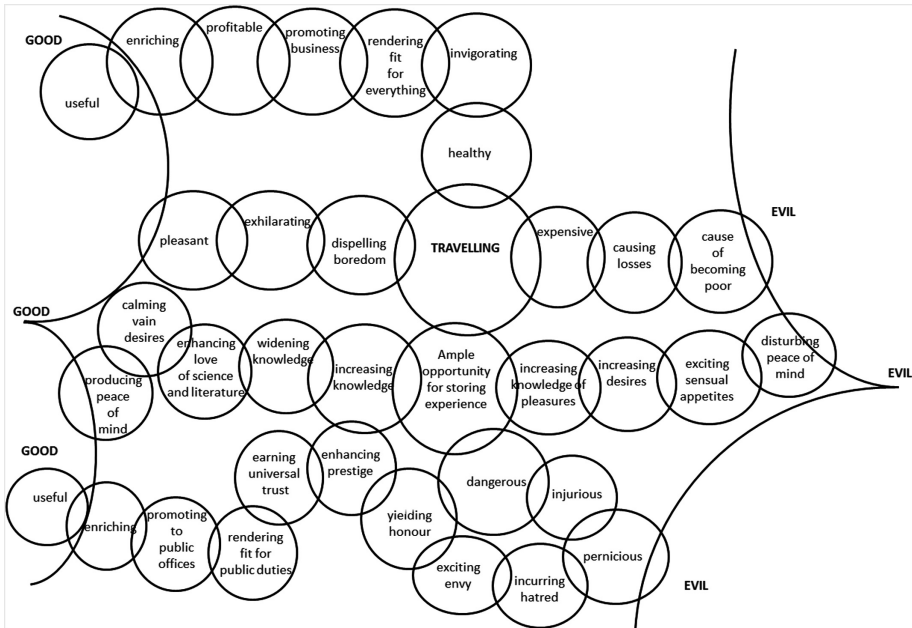 GOOD
useful
enriching
profitable
promoting
business
rendering
fit
for
everything
invigorating
healthy
pleasant
exhilarating
dispelling
boredom
TRAVELLING
expensive
causing
losses
cause
of
becoming
poor
EVIL
GOOD
calming
vain
desires
producing
peace
of
mind
enhancing
love
of science
and literature
widening
knowledge
increasing
knowledge
Ample
opportunity
for storing
experience
increasing
knowledge of
pleasures
increasing
desires
exciting
sensual
appetites
disturbing
peace of
mind
EVIL
GOOD
useful
enriching
promoting
to
public
offices
rendering
fit for
public duties
earning
universal
trust
enhancing
prestige
yieiding
honour
dangerous
injurious
exciting
envy
incurring
hatred
pernicious
EVIL